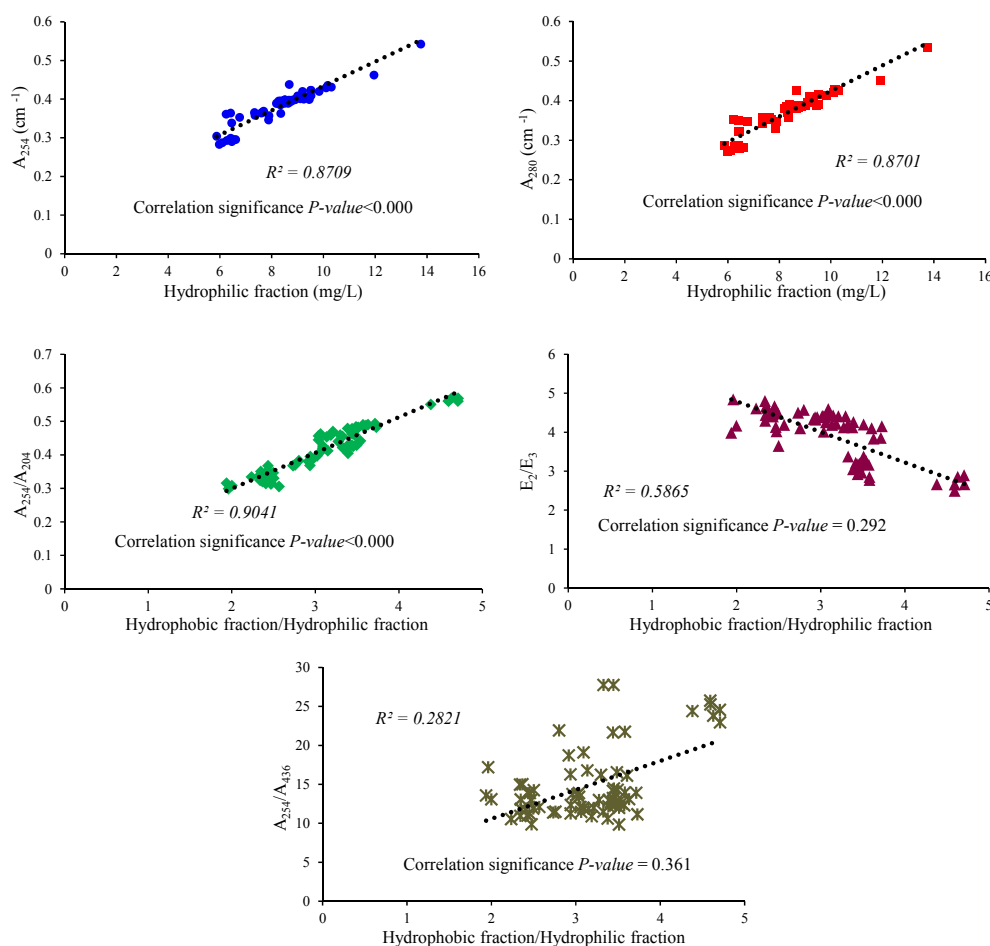 0.6
0.5
0.4
0.3
0.2
0.1
0
A254 (cm -1)
R² = 0.8709
Correlation significance P-value<0.000
0 2 4 6 8 10 12 14 16
Hydrophilic fraction (mg/L)
0.6
0.5
0.4
0.3
0.2
0.1
0
A280 (cm -1)
R² = 0.8701
Correlation significance P-value<0.000
0 2 4 6 8 10 12 14 16
Hydrophilic fraction (mg/L)
0.7
0.6
0.5
0.4
0.3
0.2
0.1
0
A254/A204
R² = 0.9041
Correlation significance P-value<0.000
0 1 2 3 4 5
Hydrophobic fraction/Hydrophilic fraction
6
5
4
3
2
1
0
E2/E3
R² = 0.5865
Correlation significance P-value = 0.292
0 1 2 3 4 5
Hydrophobic fraction/Hydrophilic fraction
30
25
20
15
10
5
0
A254/A436
R² = 0.2821
Correlation significance P-value = 0.361
0 1 2 3 4 5
Hydrophobic fraction/Hydrophilic fraction